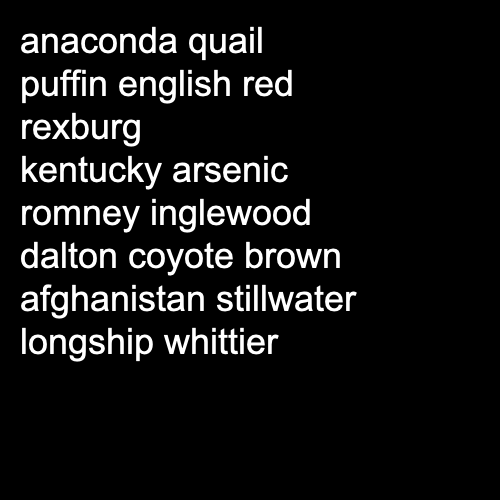 anaconda quail
puffin english red
rexburg
kentucky arsenic
romney inglewood
dalton coyote brown
afghanistan stillwater
longship whittier